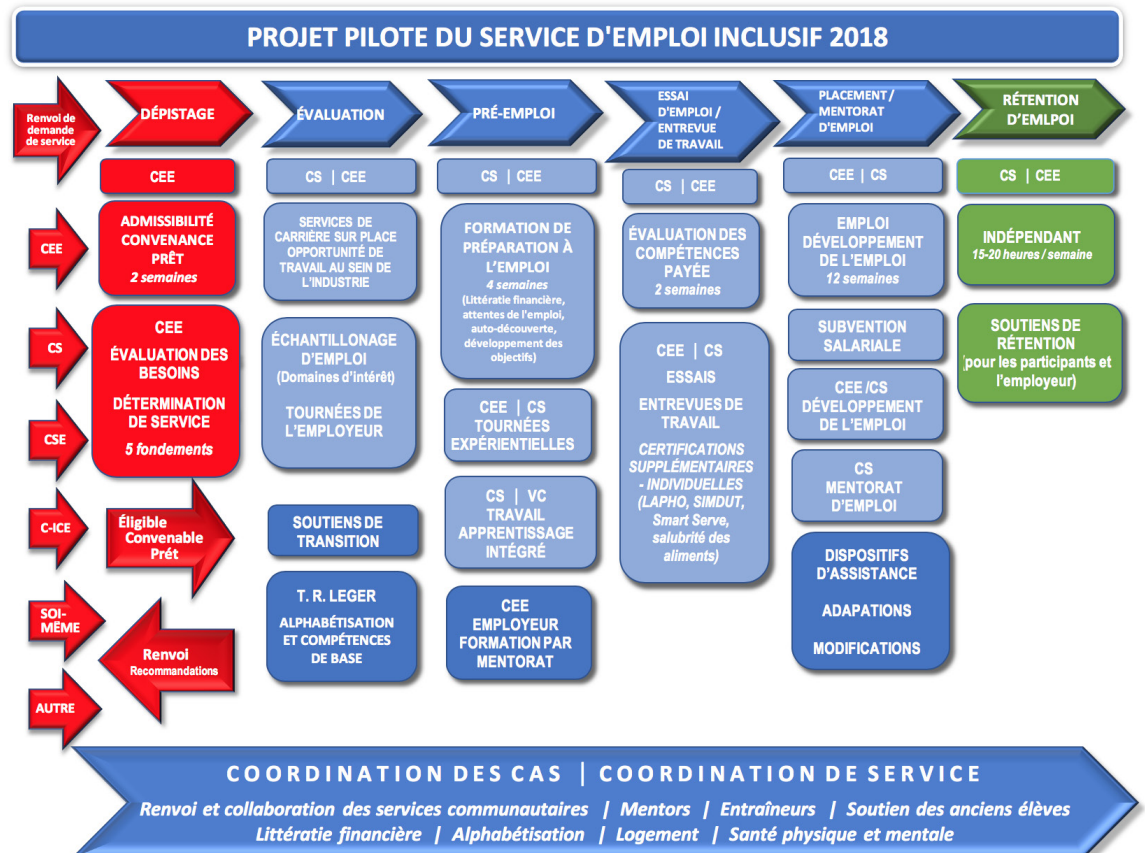 PROJET PILOTE DU SERVICE D'EMPLOI INCLUSIF 2018
Renvoi de
demande
de service
DÉPISTAGE
ÉVALUATION
PRÉ-EMPLOI
ESSAI
D'EMPLOI /
ENTREVUE
DE TRAVAIL
PLACEMENT /
MENTORAT
D'EMPLOI
RÉTENTION
D'EMLPOI
CEE
CS | CEE
CS | CEE
CS | CEE
CEE | CS
CS | CEE
CEE
CS
CSE
C-ICE
SOI-
MÊME
AUTRE
ADMISSIBILITÉ
CONVENANCE
PRÊT
2 semaines
CEE
ÉVALUATION DES
BESOINS
DÉTERMINATION
DE SERVICE
5 fondements
Éligible
Convenable
Prét
Renvoi
Recommandations
SERVICES DE
CARRIÈRE SUR PLACE
OPPORTUNITÉ DE
TRAVAIL AU SEIN DE
L'INDUSTRIE
ÉCHANTILLONAGE
D'EMPLOI
(Domaines d'intérêt)
TOURNÉES DE
L'EMPLOYEUR
SOUTIENS DE
TRANSITION
T. R. LEGER
ALPHABÉTISATION
ET COMPÉTENCES
DE BASE
FORMATION DE
PRÉPARATION À
L'EMPLOI
4 semaines
(Littératie financière,
attentes de l'emploi,
auto-découverte,
développement des
objectifs)
CEE | CS
TOURNÉES
EXPÉRIENTIELLES
CS | VC
TRAVAIL
APPRENTISSAGE
INTÉGRÉ
CEE
EMPLOYEUR
FORMATION PAR
MENTORAT
ÉVALUATION DES
COMPÉTENCES
PAYÉE
2 semaines
CEE | CS
ESSAIS
ENTREVUES DE
TRAVAIL
CERTIFICATIONS
SUPPLÉMENTAIRES
- INDIVIDUELLES
(LAPHO, SIMDUT,
Smart Serve,
salubrité des
aliments)
EMPLOI
DÉVELOPPEMENT
DE L'EMPLOI
12 semaines
SUBVENTION
SALARIALE
CEE /CS
DÉVELOPPEMENT
DE L'EMPLOI
CS
MENTORAT
D'EMPLOI
DISPOSITIFS
D'ASSISTANCE
ADAPATIONS
MODIFICATIONS
INDÉPENDANT
15-20 heures / semaine
SOUTIENS DE
RÉTENTION
(pour les participants et
l'employeur)
COORDINATION DES CAS | COORDINATION DE SERVICE
Renvoi et collaboration des services communautaires | Mentors | Entraîneurs | Soutien des anciens élèves
Littératie financière | Alphabétisation | Logement | Santé physique et mentale